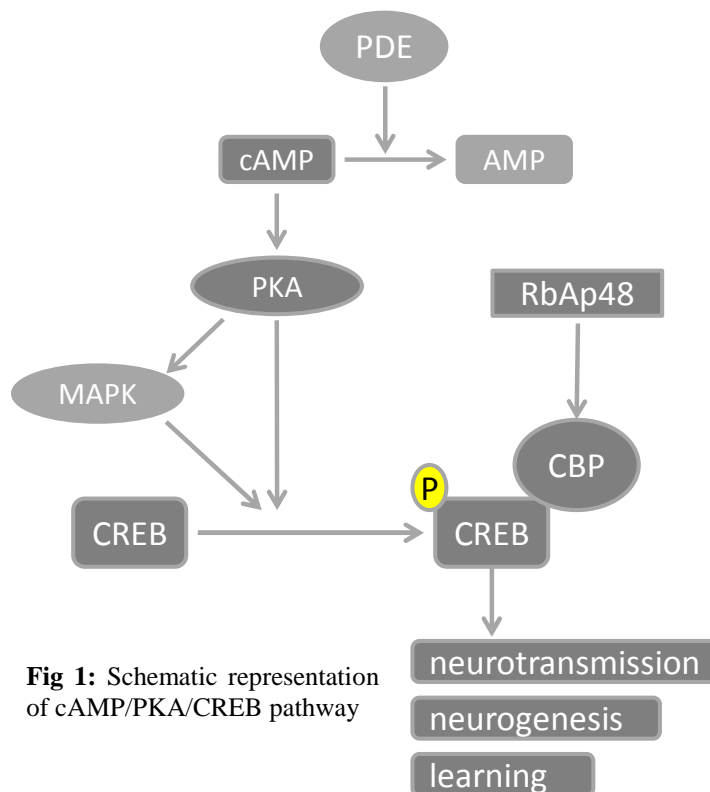 PDE
cAMP
AMP
PKA
RbAp48
MAPK
CBP
P
CREB
CREB
Fig 1: Schematic representation
of cAMP/PKA/CREB pathway
neurotransmission
neurogenesis
learning